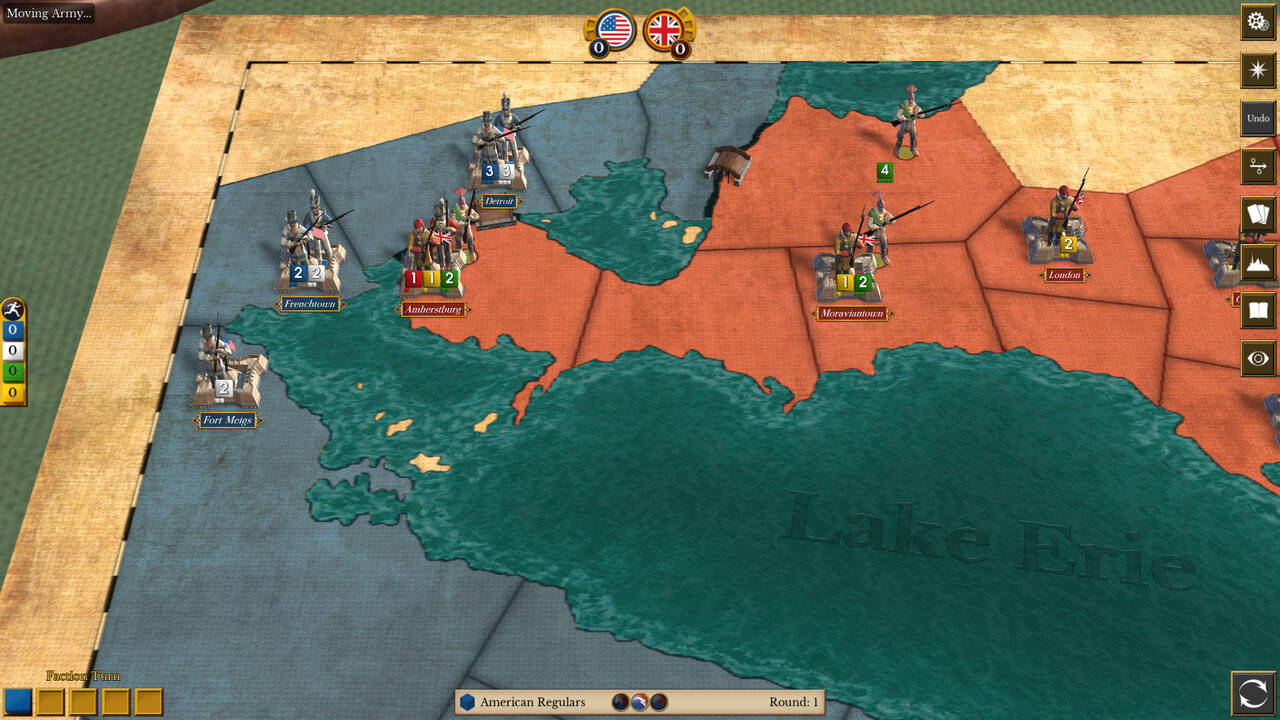 Moving Army...
0
0
Undo
3 3
Detroit
4
2 2
Frenchtown
1 1 2
Amherstburg
1 2
Moraviantown
2
London
2
Fort Meigs
0
0
0
0
Lake Erie
Faction Turn
American Regulars
Round: 1